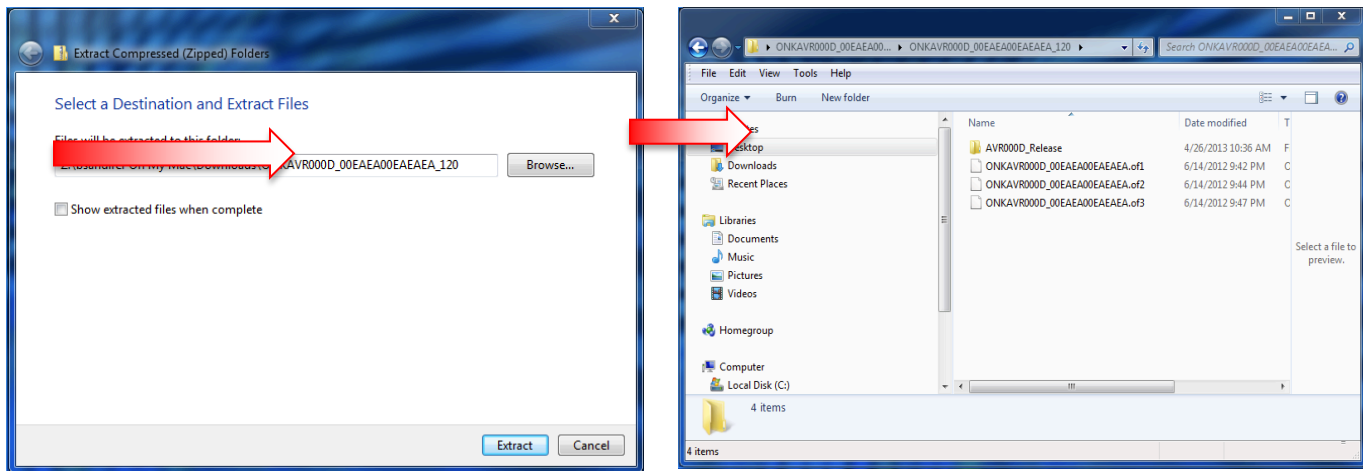 Extract Compressed (Zipped) Folders
Select a Destination and Extract Files
Files will be extracted to this folder:
AVR000D_00EAEA00EAEAEA_120
Browse...
Show extracted files when complete
Extract
Cancel
ONKAVR000D_00EAEA00... ONKAVR000D_00EAEA00EAEAEA_120
Search ONKAVR000D_00EAEA00EAEA...
File Edit View Tools Help
Organize Burn New folder
Desktop
Downloads
Recent Places
Libraries
Documents
Music
Pictures
Videos
Homegroup
Computer
Local Disk (C:)
Name Date modified T
AVR000D_Release 4/26/2013 10:36 AM F
ONKAVR000D_00EAEA00EAEAEA.of1 6/14/2012 9:42 PM C
ONKAVR000D_00EAEA00EAEAEA.of2 6/14/2012 9:44 PM C
ONKAVR000D_00EAEA00EAEAEA.of3 6/14/2012 9:47 PM C
Select a file to
preview.
4 items
4 items